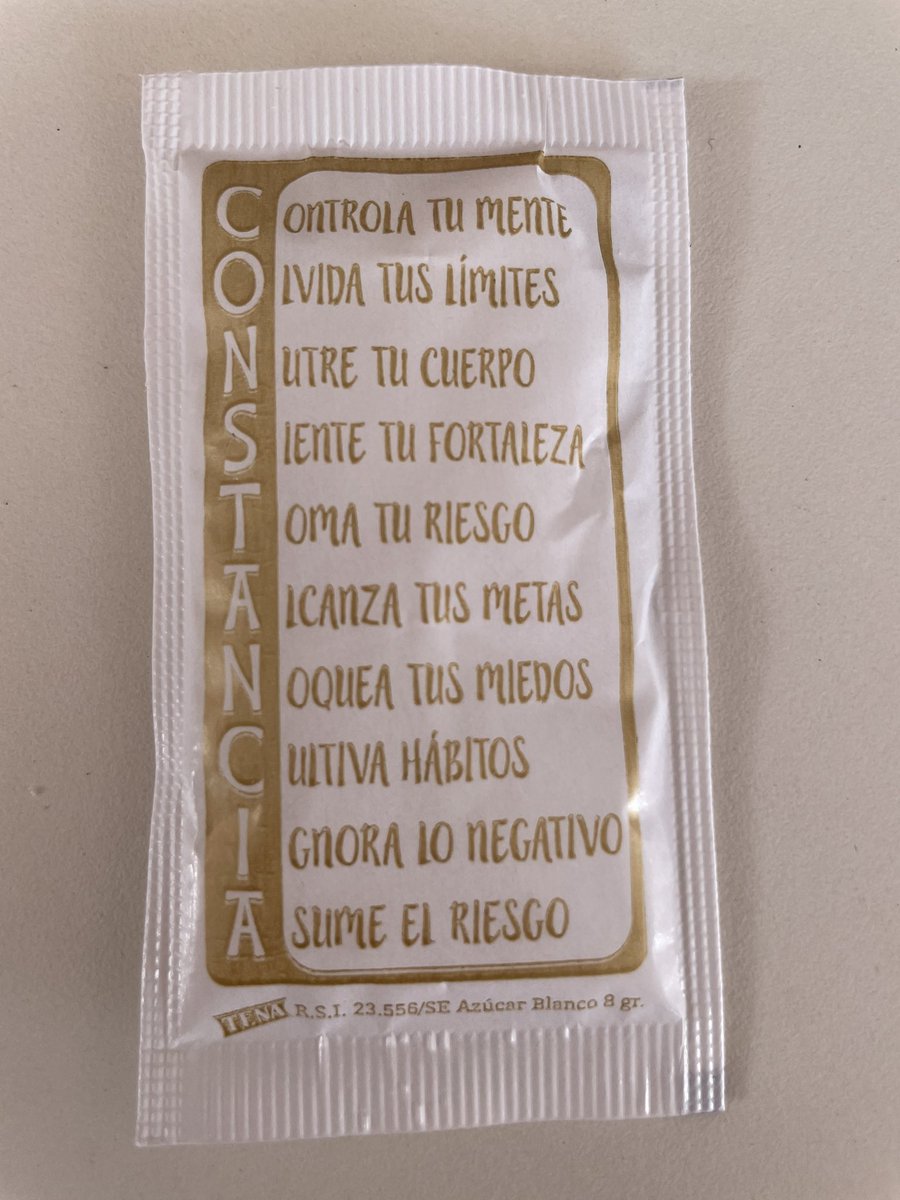 CONTROLA TU MENTE
OLVIDA TUS LÍMITES
NUTRE TU CUERPO
SIENTE TU FORTALEZA
TOMA TU RIESGO
ALCANZA TUS METAS
NOQUEA TUS MIEDOS
CULTIVA HÁBITOS
IGNORA LO NEGATIVO
ASUME EL RIESGO
TENA R.S.I. 23.556/SE Azúcar Blanco 8 gr.